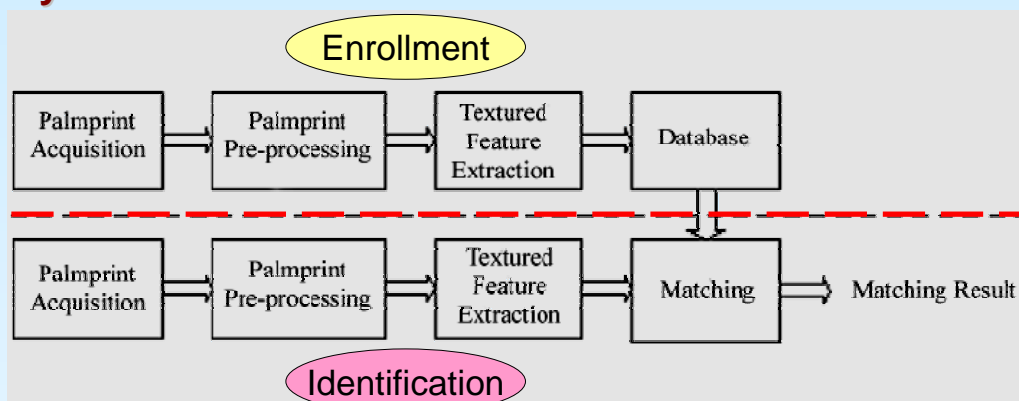 Enrollment
Palmprint
Acquisition
Palmprint
Pre-processing
Textured
Feature
Extraction
Database
Palmprint
Acquisition
Palmprint
Pre-processing
Textured
Feature
Extraction
Matching
Matching Result
Identification